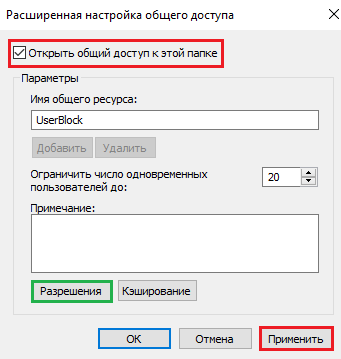 Расширенная настройка общего доступа
Открыть общий доступ к этой папке
Параметры
Имя общего ресурса:
UserBlock
Добавить Удалить
Ограничить число одновременных
пользователей до:
20
Примечание:
Разрешения Кэширование
OK Отмена Применить